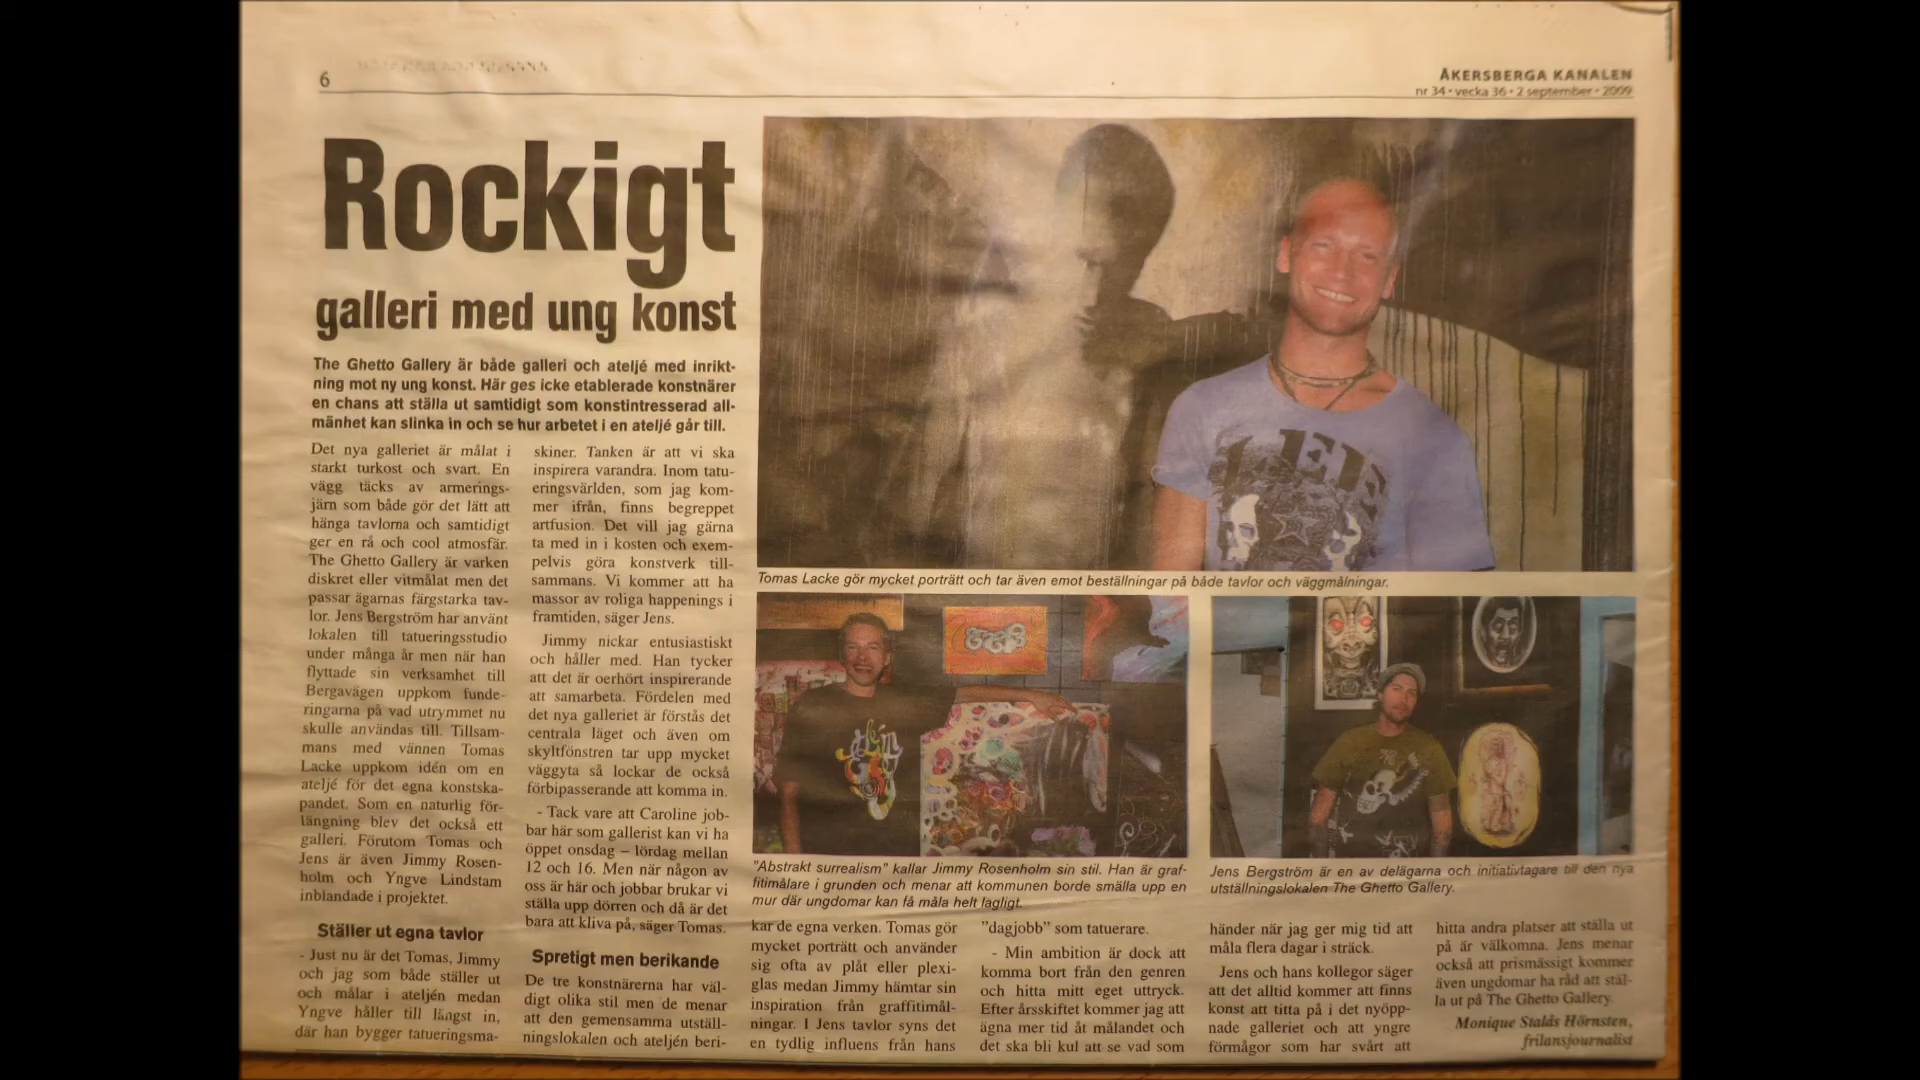 6
ÅKERSBERGA KANALEN
nr 34 • vecka 36 • 2 september • 2009
Rockigt
galleri med ung konst
The Ghetto Gallery är både galleri och ateljé med inrikt-
ning mot ny ung konst. Här ges icke etablerade konstnärer
en chans att ställa ut samtidigt som konstintresserad all-
mänhet kan slinka in och se hur arbetet i en ateljé går till.
Det nya galleriet är målat i
starkt turkost och svart. En
vägg täcks av armerings-
järn som både gör det lätt att
hänga tavlorna och samtidigt
ger en rå och cool atmosfär.
The Ghetto Gallery är varken
diskret eller vitmålat men det
passar ägarnas färgstarka tav-
lor. Jens Bergström har använt
lokalen till tatueringsstudio
under många år men när han
flyttade sin verksamhet till
Bergavägen uppkom funde-
ringarna på vad utrymmet nu
skulle användas till. Tillsam-
mans med vännen Tomas
Lacke uppkom idén om en
ateljé för det egna konstska-
pandet. Som en naturlig för-
längning blev det också ett
galleri. Förutom Tomas och
Jens är även Jimmy Rosen-
holm och Yngve Lindstam
inblandade i projektet.
Ställer ut egna tavlor
- Just nu är det Tomas, Jimmy
och jag som både ställer ut
och målar i ateljén medan
Yngve håller till längst in,
där han bygger tatueringsma-
skiner. Tanken är att vi ska
inspirera varandra. Inom tatu-
eringsvärlden, som jag kom-
mer ifrån, finns begreppet
artfusion. Det vill jag gärna
ta med in i kosten och exem-
pelvis göra konstverk till-
sammans. Vi kommer att ha
massor av roliga happenings i
framtiden, säger Jens.
Jimmy nickar entusiastiskt
och håller med. Han tycker
att det är oerhört inspirerande
att samarbeta. Fördelen med
det nya galleriet är förstås det
centrala läget och även om
skyltfönstren tar upp mycket
väggyta så lockar de också
förbipasserande att komma in.
- Tack vare att Caroline job-
bar här som gallerist kan vi ha
öppet onsdag – lördag mellan
12 och 16. Men när någon av
oss är här och jobbar brukar vi
ställa upp dörren och då är det
bara att kliva på, säger Tomas.
Spretigt men berikande
De tre konstnärerna har väl-
digt olika stil men de menar
att den gemensamma utställ-
ningslokalen och ateljén beri-
LEE
Tomas Lacke gör mycket porträtt och tar även emot beställningar på både tavlor och väggmålningar.
"Abstrakt surrealism" kallar Jimmy Rosenholm sin stil. Han är graf-
fitimålare i grunden och menar att kommunen borde smälla upp en
mur där ungdomar kan få måla helt lagligt.
Jens Bergström är en av delägarna och initiativtagare till den nya
utställningslokalen The Ghetto Gallery.
kar de egna verken. Tomas gör
mycket porträtt och använder
sig ofta av plåt eller plexi-
glas medan Jimmy hämtar sin
inspiration från graffitimål-
ningar. I Jens tavlor syns det
en tydlig influens från hans
"dagjobb" som tatuerare.
- Min ambition är dock att
komma bort från den genren
och hitta mitt eget uttryck.
Efter årsskiftet kommer jag att
ägna mer tid åt målandet och
det ska bli kul att se vad som
händer när jag ger mig tid att
måla flera dagar i sträck.
Jens och hans kollegor säger
att det alltid kommer att finns
konst att titta på i det nyöpp-
nade galleriet och att yngre
förmågor som har svårt att
hitta andra platser att ställa ut
på är välkomna. Jens menar
också att prismässigt kommer
även ungdomar ha råd att stäl-
la ut på The Ghetto Gallery.
Monique Stalås Hörnsten,
frilansjournalist